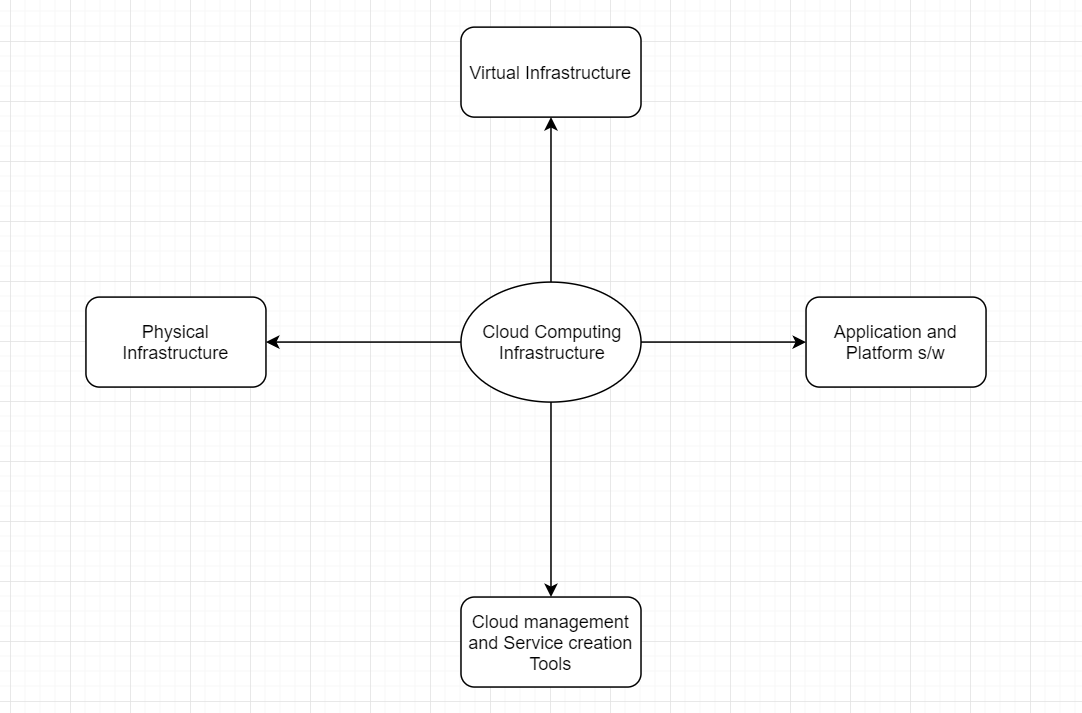 Virtual Infrastructure
Physical
Infrastructure
Cloud Computing
Infrastructure
Application and
Platform s/w
Cloud management
and Service creation
Tools